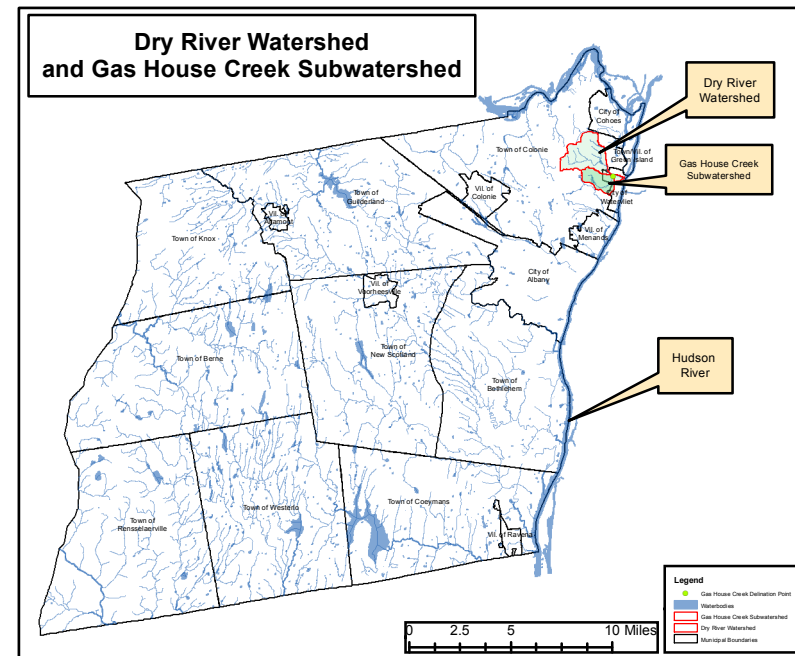 Dry River Watershed
and Gas House Creek Subwatershed
Dry River
Watershed
City of
Cohoes
Town of Colonie
Town/Vil. of
Green Island
Gas House Creek
Subwatershed
City of
Watervliet
Vil. of
Colonie
Town of
Guilderland
Vil. of
Altamont
Vil. of
Menands
Town of Knox
City of
Albany
Vil. of
Voorheesville
Hudson
River
Town of
New Scotland
Town of Berne
Town of
Bethlehem
Town of Coeymans
Town of Westerlo
Town of
Rensselaerville
Vil. of Ravena
Legend
Gas House Creek Delination Point
Waterbodies
Gas House Creek Subwatershed
Dry River Watershed
Municipal Boundaries
0 2.5 5 10 Miles